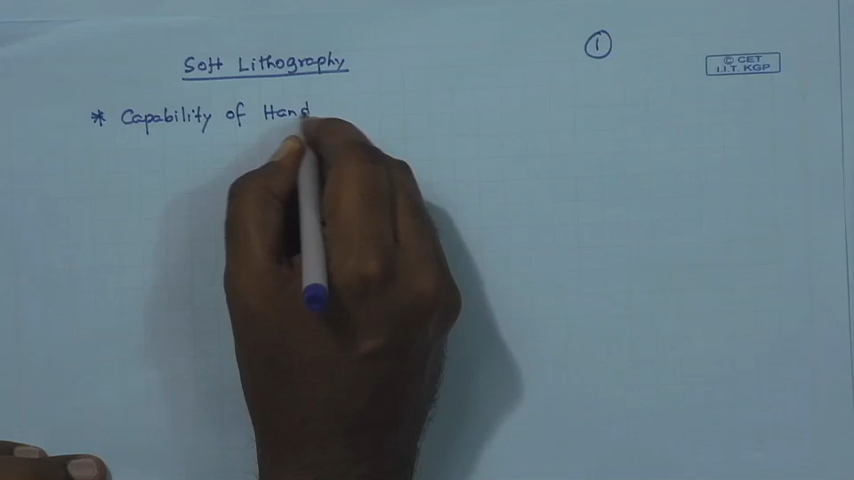 Soft Lithography
1
© CET
I.I.T. KGP
* Capability of Hand